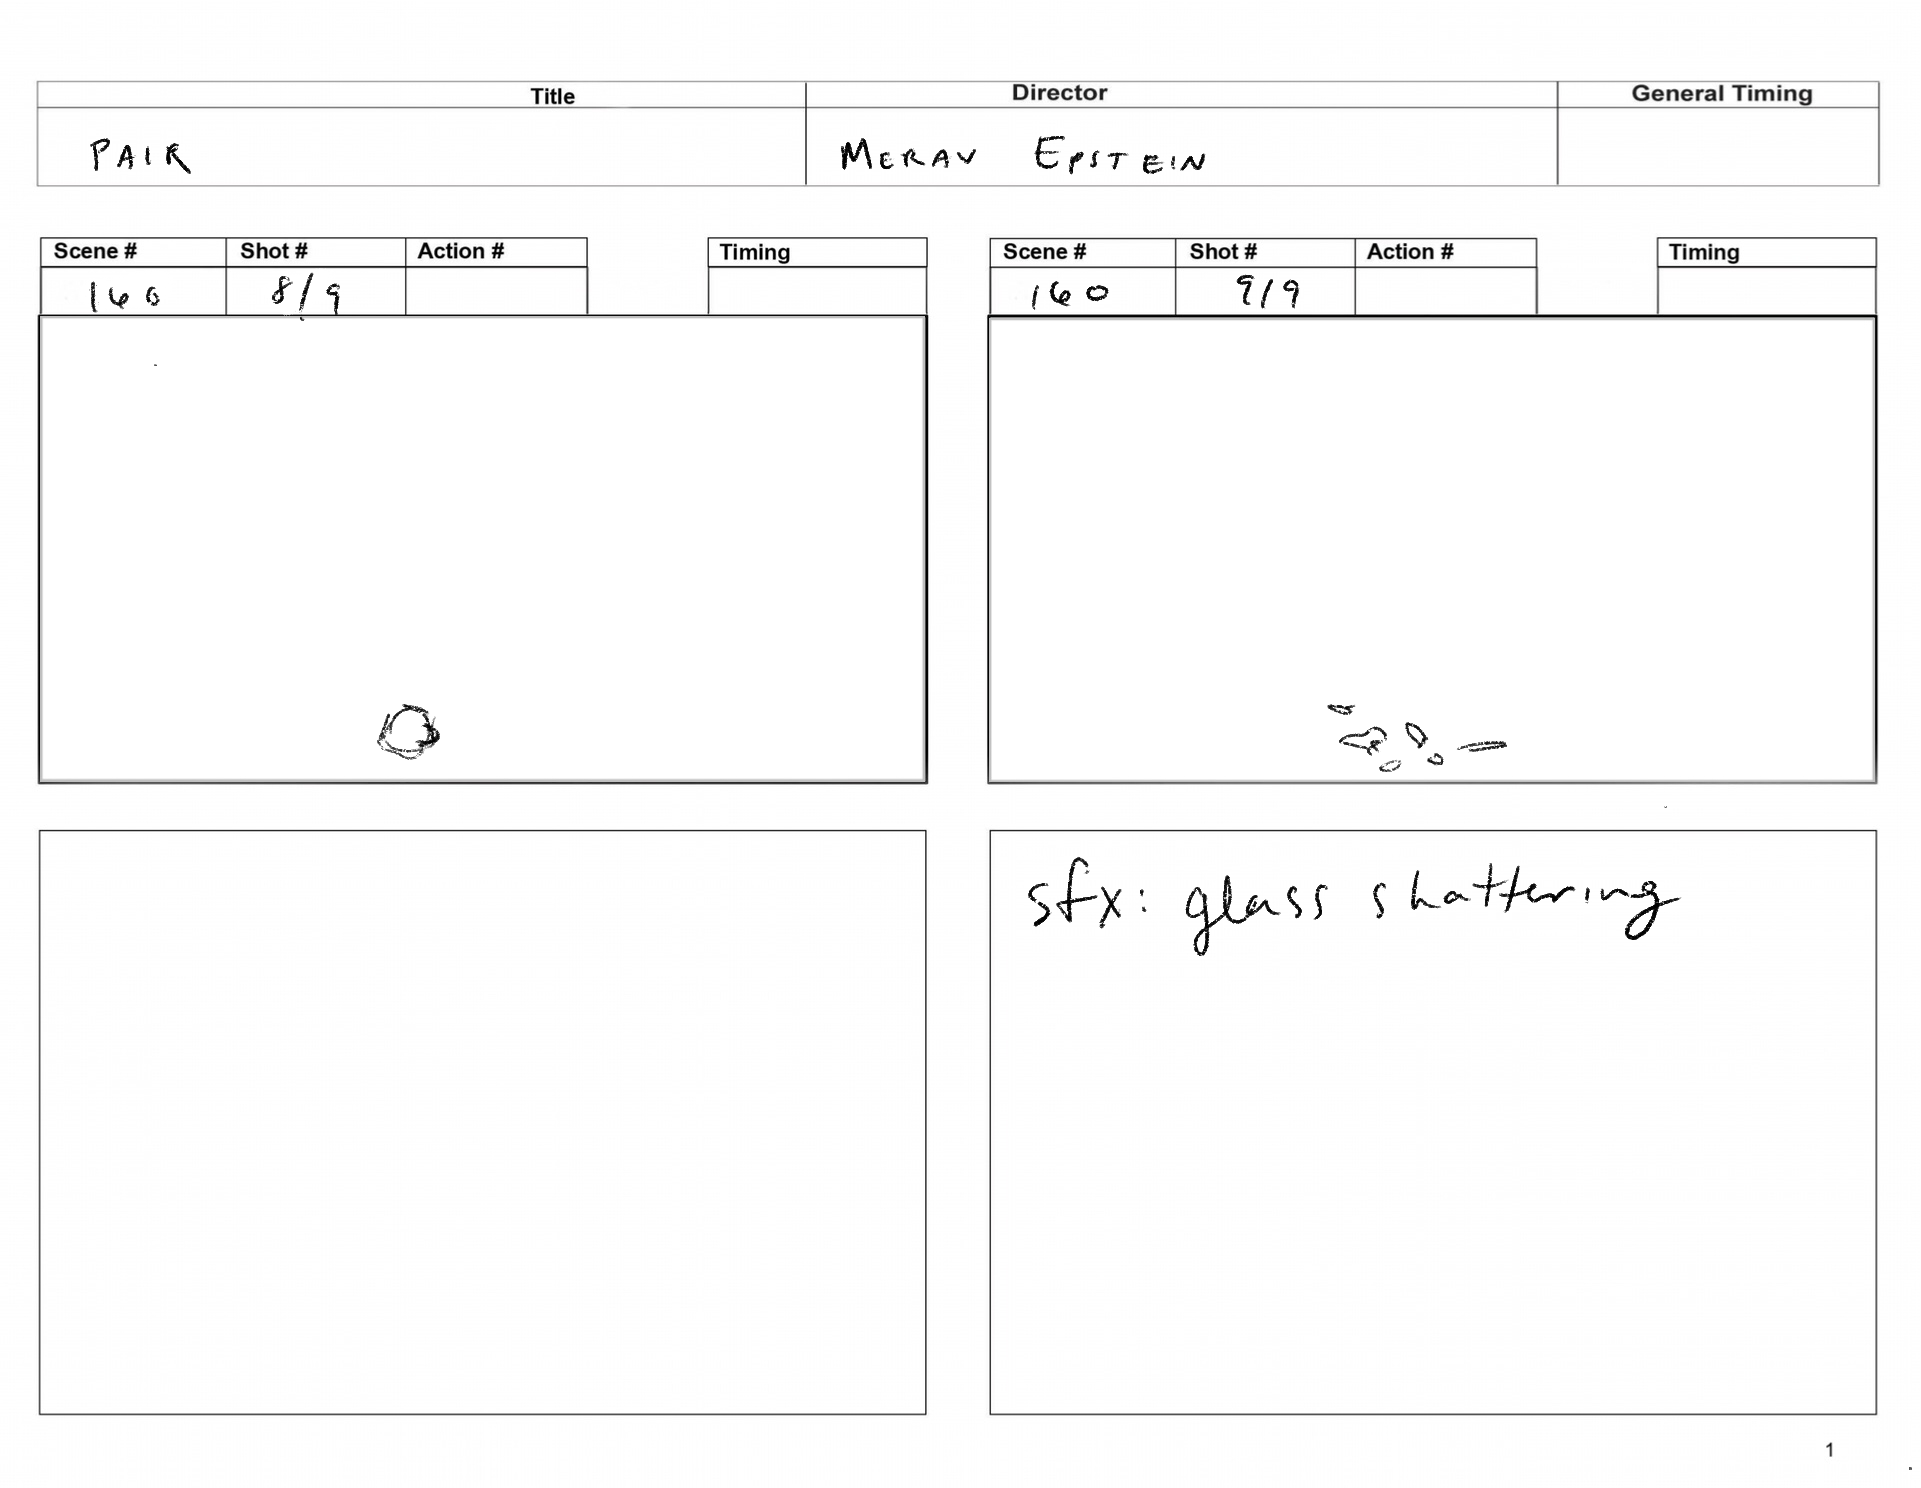 Title Director General Timing
PAIR MERAV EPSTEIN
Scene # Shot # Action # Timing
160 8/9
Scene # Shot # Action # Timing
160 9/9
sfx: glass shattering
1